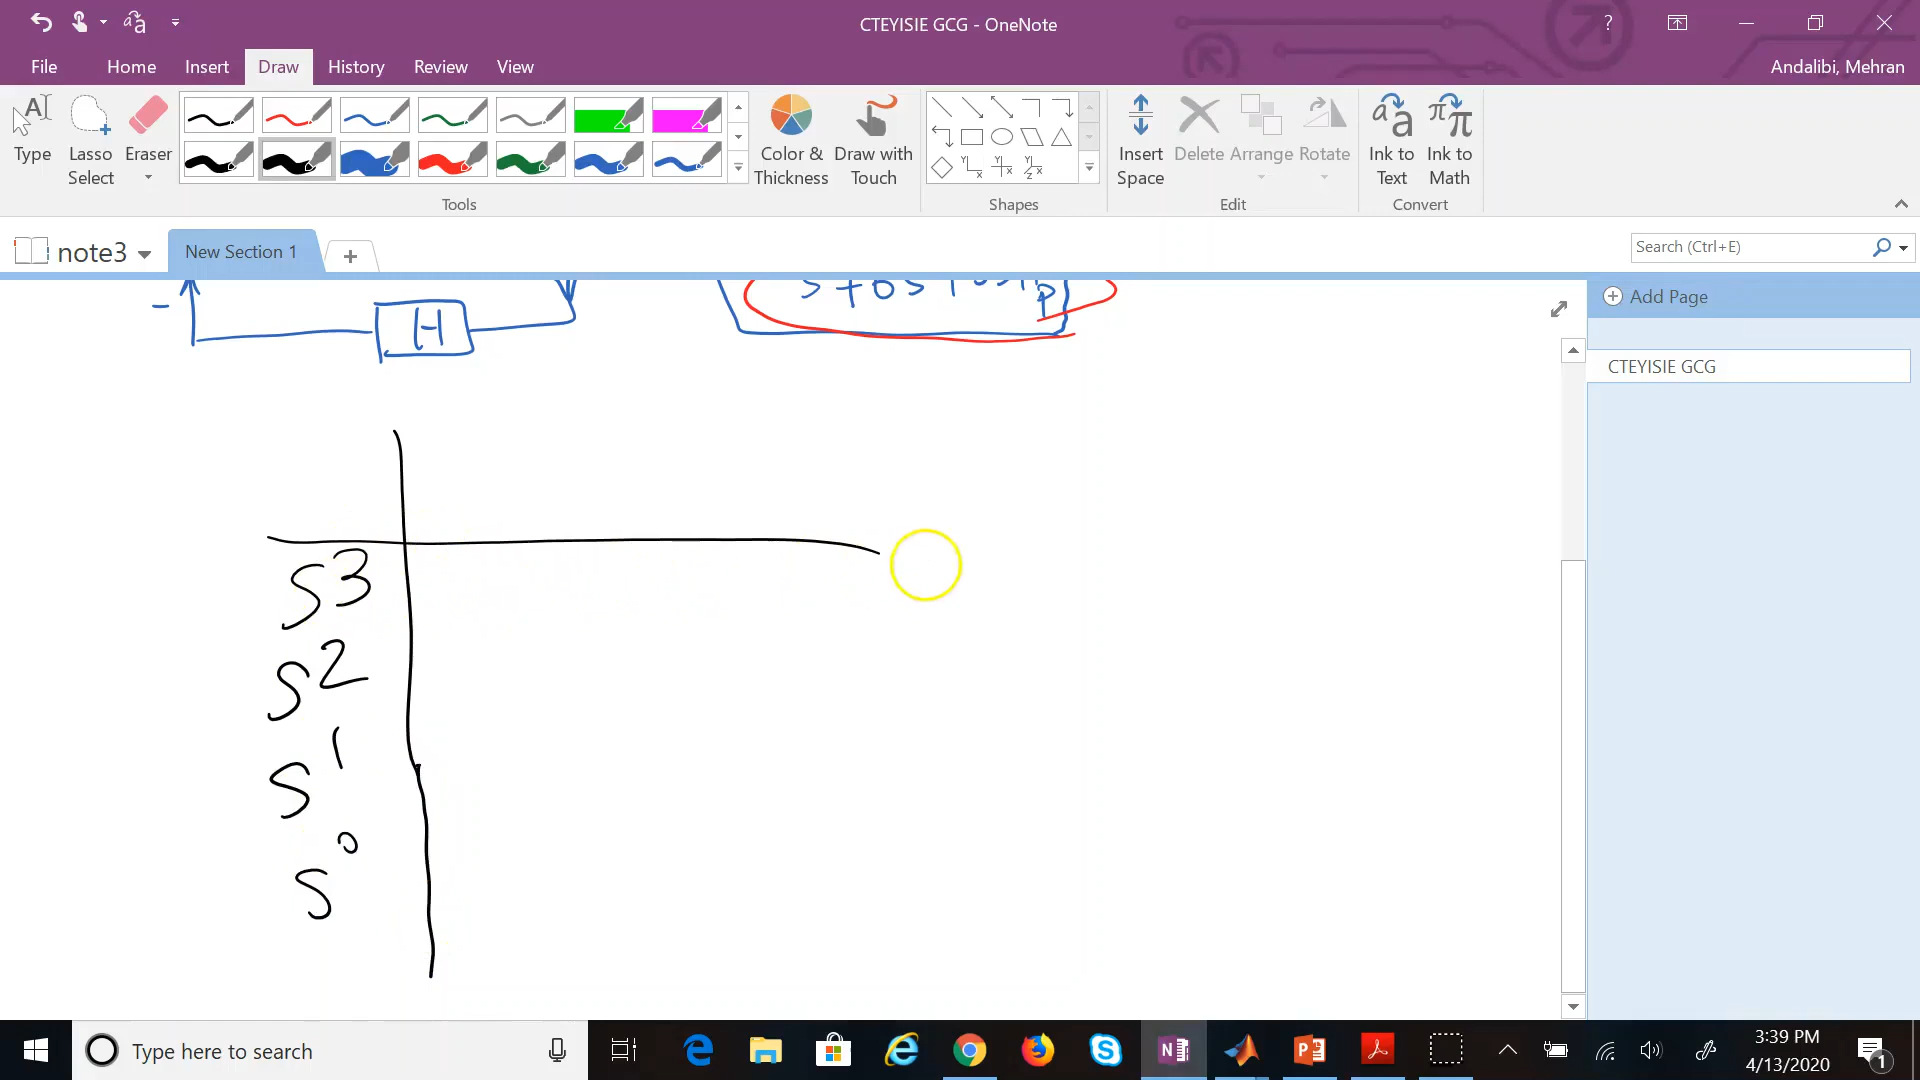 CTEYISIE GCG - OneNote
?
Andalibi, Mehran
File Home Insert Draw History Review View
Type
Lasso Select
Eraser
Color & Thickness
Draw with Touch
Insert Space
Delete Arrange Rotate
Ink to Text
Ink to Math
Tools Shapes Edit Convert
note3 New Section 1 +
Search (Ctrl+E)
Add Page
CTEYISIE GCG
- H
s³
s²
s¹
s⁰
Type here to search
3:39 PM
4/13/2020
1